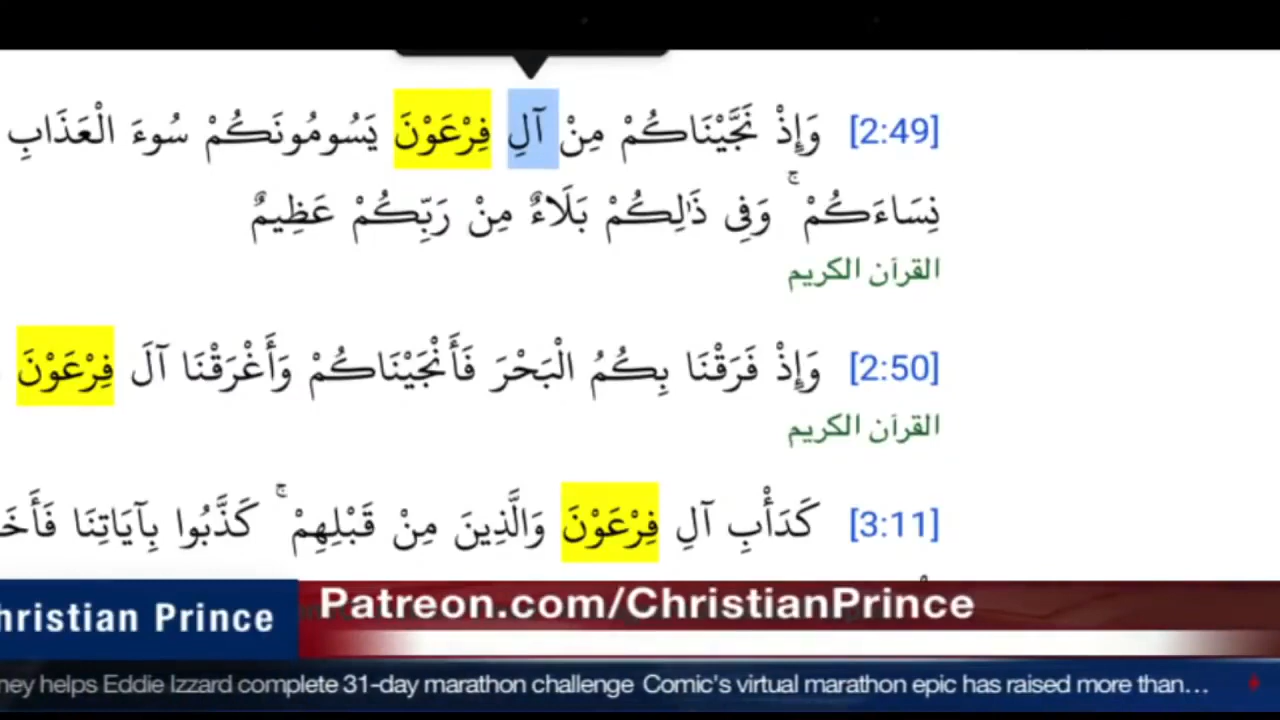 [2:49] وَإِذْ نَجَّيْنَاكُمْ مِنْ آلِ فِرْعَوْنَ يَسُومُونَكُمْ سُوءَ الْعَذَابِ
نِسَاءَكُمْ ۚ وَفِي ذَٰلِكُمْ بَلَاءٌ مِنْ رَبِّكُمْ عَظِيمٌ
القرآن الكريم
[2:50] وَإِذْ فَرَقْنَا بِكُمُ الْبَحْرَ فَأَنْجَيْنَاكُمْ وَأَغْرَقْنَا آلَ فِرْعَوْنَ
القرآن الكريم
[3:11] كَدَأْبِ آلِ فِرْعَوْنَ وَالَّذِينَ مِنْ قَبْلِهِمْ ۚ كَذَّبُوا بِآيَاتِنَا فَأَخَ
hristian Prince
Patreon.com/ChristianPrince
ney helps Eddie Izzard complete 31-day marathon challenge Comic's virtual marathon epic has raised more than...